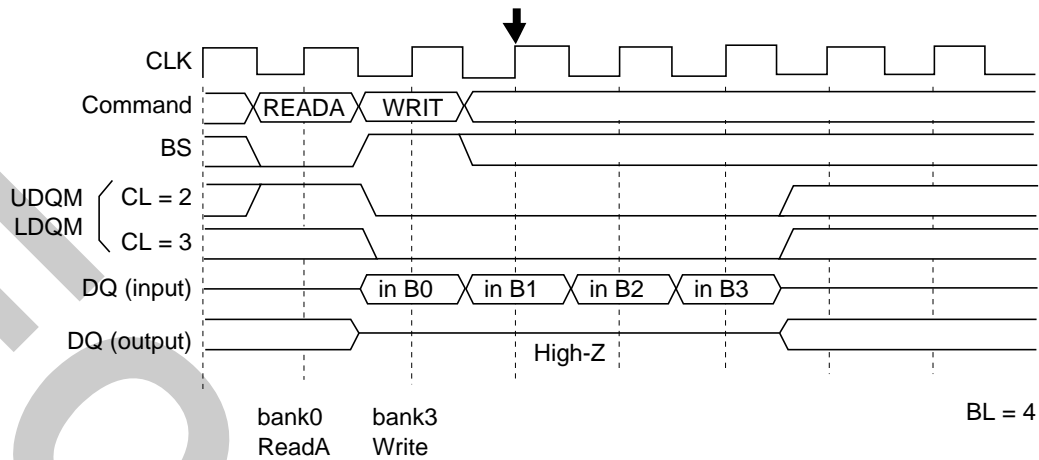 CLK
Command READA WRIT
BS
UDQM
LDQM
CL = 2
CL = 3
DQ (input) in B0 in B1 in B2 in B3
DQ (output)
High-Z
bank0 bank3
ReadA Write
BL = 4